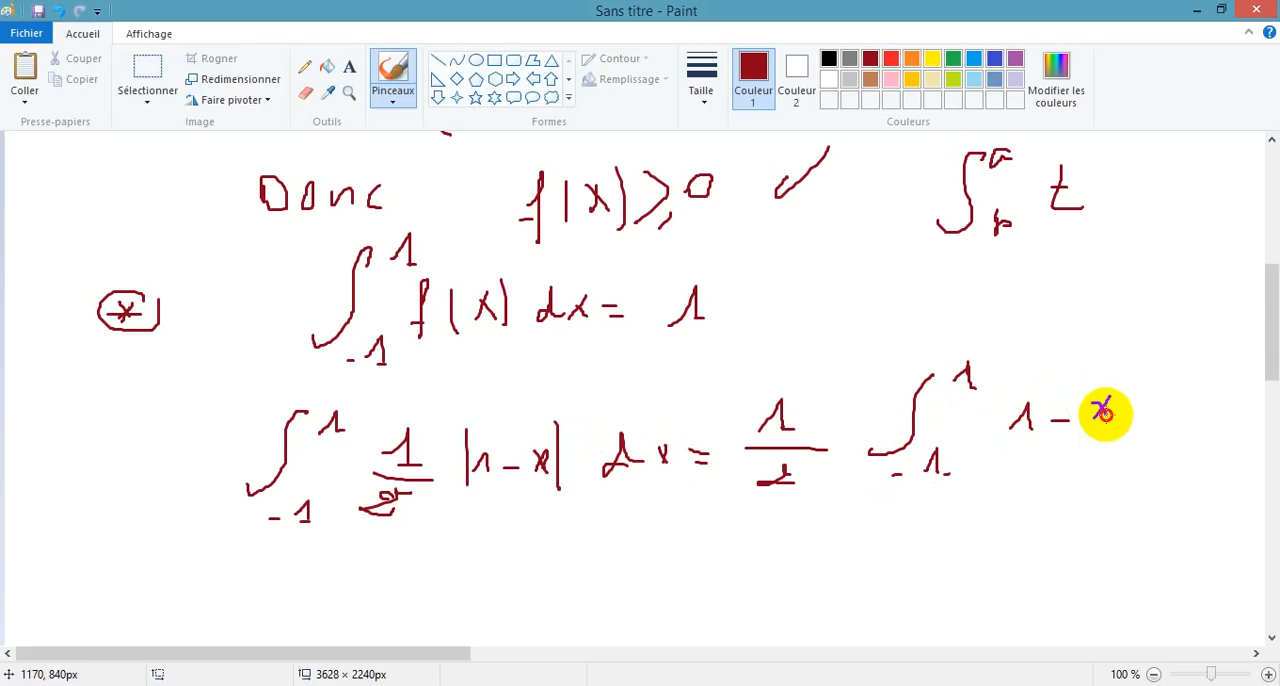 Sans titre - Paint
Fichier Accueil Affichage
Coller
Couper
Copier
Presse-papiers
Sélectionner
Rogner
Redimensionner
Faire pivoter
Image
A
Outils
Pinceaux
Contour
Remplissage
Formes
Taille
Couleur 1
Couleur 2
Modifier les couleurs
Couleurs
Donc f(x) ≥ 0 ✓
∫ t
* ∫_{-1}^{1} f(x) dx = 1
∫_{-1}^{1} 1/2 |1 - x| dx = 1/2 ∫_{-1}^{1} 1 - x
1170, 840px
3628 × 2240px
100 %